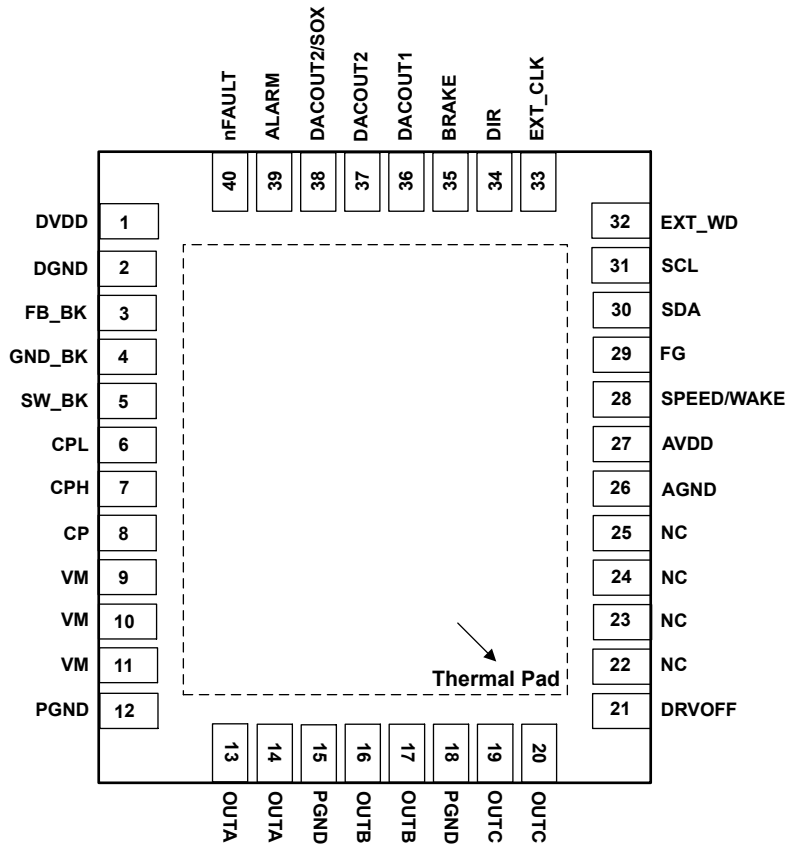 nFAULT
ALARM
DACOUT2/SOX
DACOUT2
DACOUT1
BRAKE
DIR
EXT_CLK
40
39
38
37
36
35
34
33
DVDD 1
DGND 2
FB_BK 3
GND_BK 4
SW_BK 5
CPL 6
CPH 7
CP 8
VM 9
VM 10
VM 11
PGND 12
32 EXT_WD
31 SCL
30 SDA
29 FG
28 SPEED/WAKE
27 AVDD
26 AGND
25 NC
24 NC
23 NC
22 NC
21 DRVOFF
Thermal Pad
13
14
15
16
17
18
19
20
OUTA
OUTA
PGND
OUTB
OUTB
PGND
OUTC
OUTC